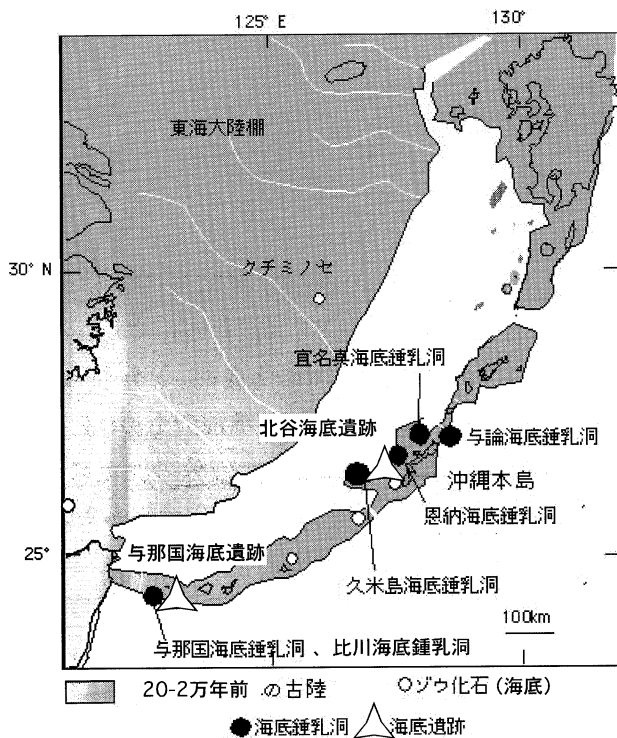 125° E
130°
東海大陸棚
30° N
クチミノセ
宜名真海底鍾乳洞
北谷海底遺跡
与論海底鍾乳洞
沖縄本島
恩納海底鍾乳洞
25°
与那国海底遺跡
久米島海底鍾乳洞
100km
与那国海底鍾乳洞 、比川海底鍾乳洞
20-2万年前 の古陸 ゾウ化石(海底)
海底鍾乳洞 海底遺跡